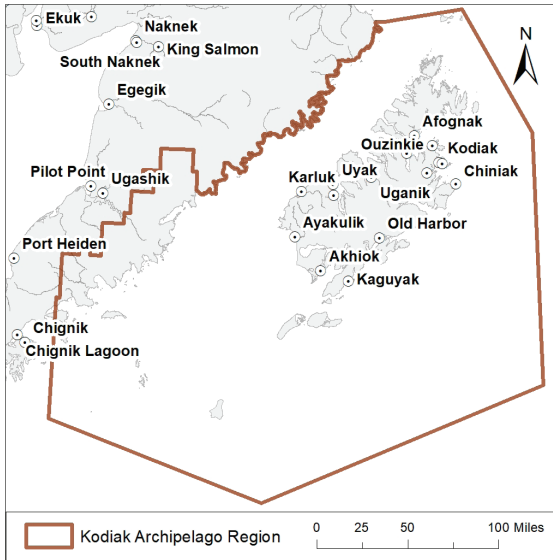 Ekuk
Naknek
King Salmon
South Naknek
N
Egegik
Afognak
Ouzinkie
Kodiak
Pilot Point
Ugashik
Karluk
Uyak
Chiniak
Uganik
Ayakulik
Old Harbor
Port Heiden
Akhiok
Kaguyak
Chignik
Chignik Lagoon
Kodiak Archipelago Region
0 25 50 100 Miles